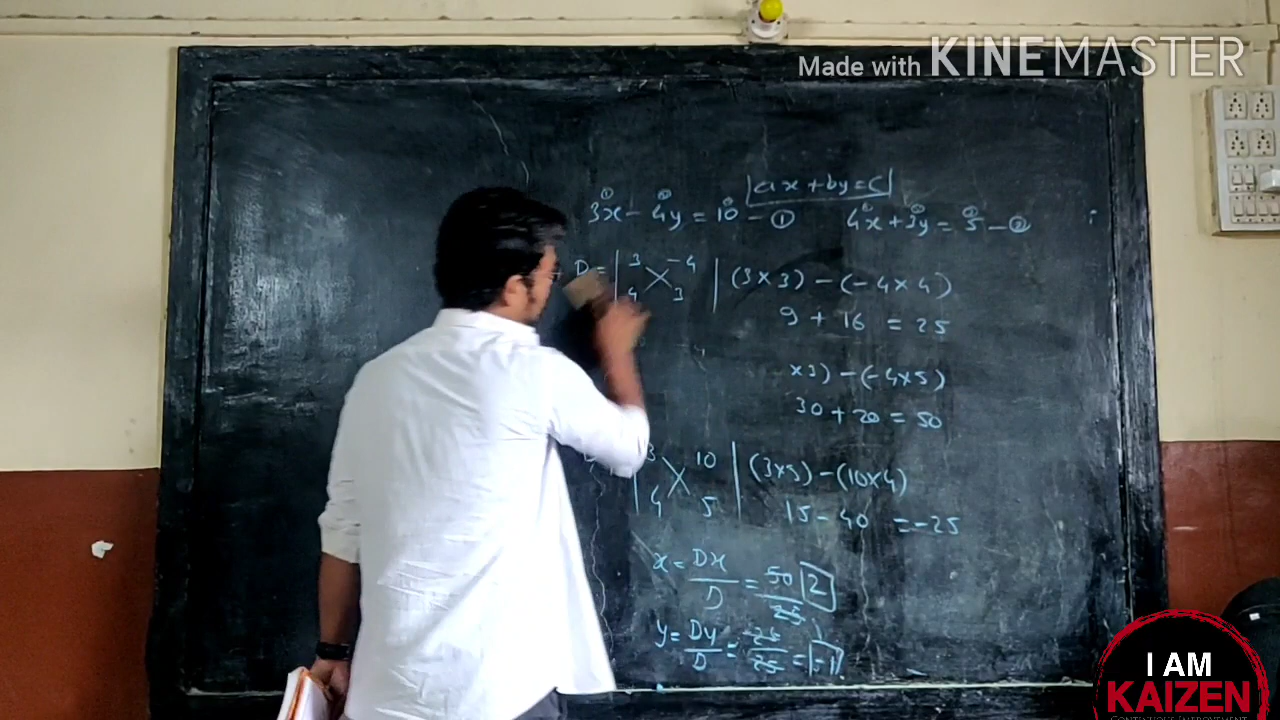 Made with KINEMASTER
ax + by = c
3x - 4y = 10 - ① 4x + 3y = 5 - ②
D = | 3 -4 | (3 x 3) - (-4 x 4)
4 3
9 + 16 = 25
-4 x 3) - (-4 x 5)
30 + 20 = 50
3 10 | (3 x 5) - (10 x 4)
4 5
15 - 40 = -25
x = Dx/D = 50/25 2
y = Dy/D = -25/25 = -1
I AM
KAIZEN